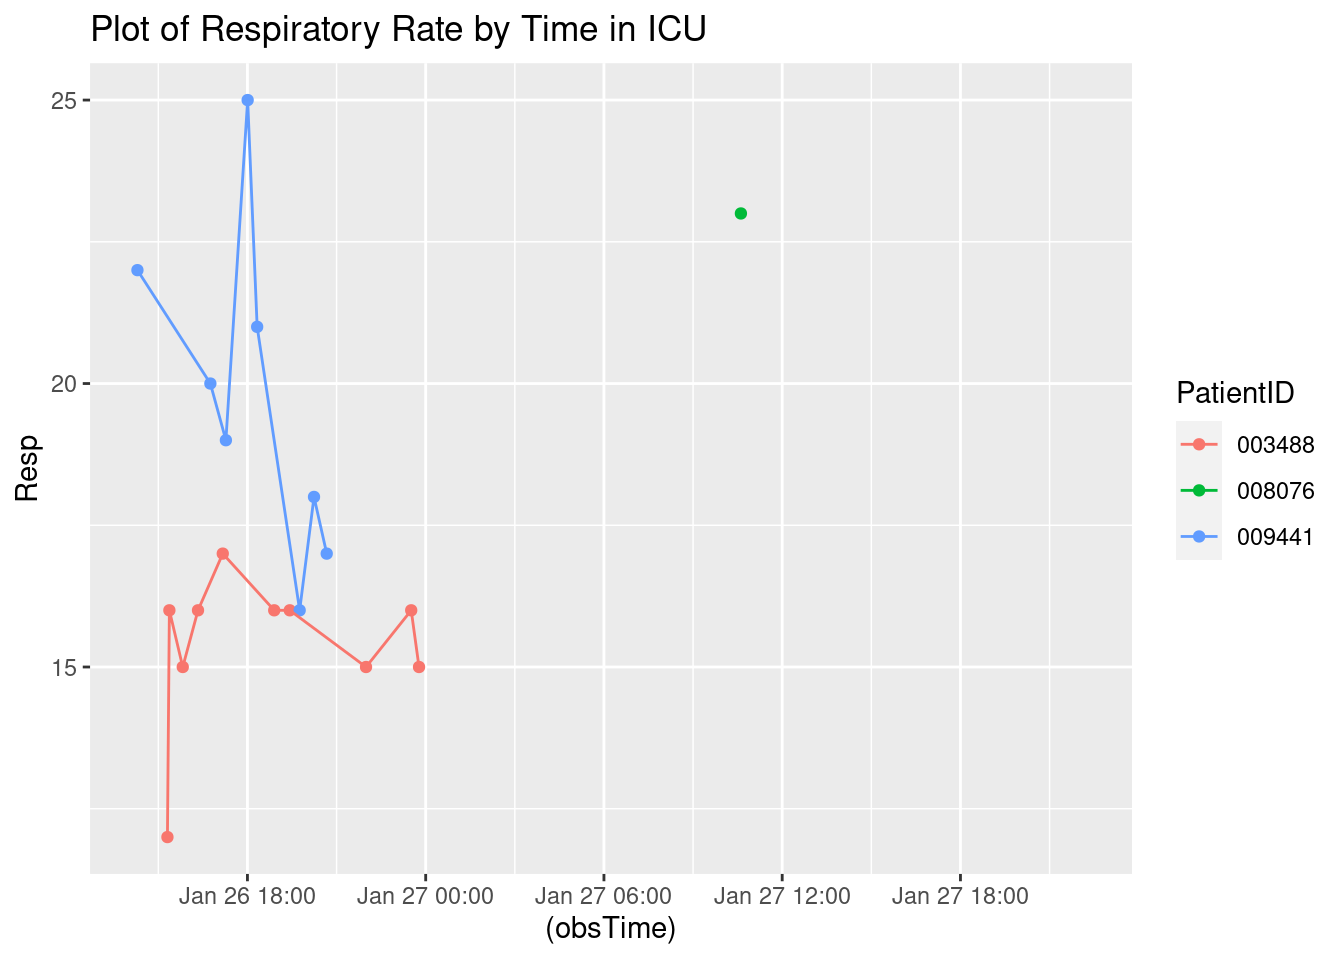 Plot of Respiratory Rate by Time in ICU
25
20
15
Resp
Jan 26 18:00 Jan 27 00:00 Jan 27 06:00 Jan 27 12:00 Jan 27 18:00
(obsTime)
PatientID
003488
008076
009441